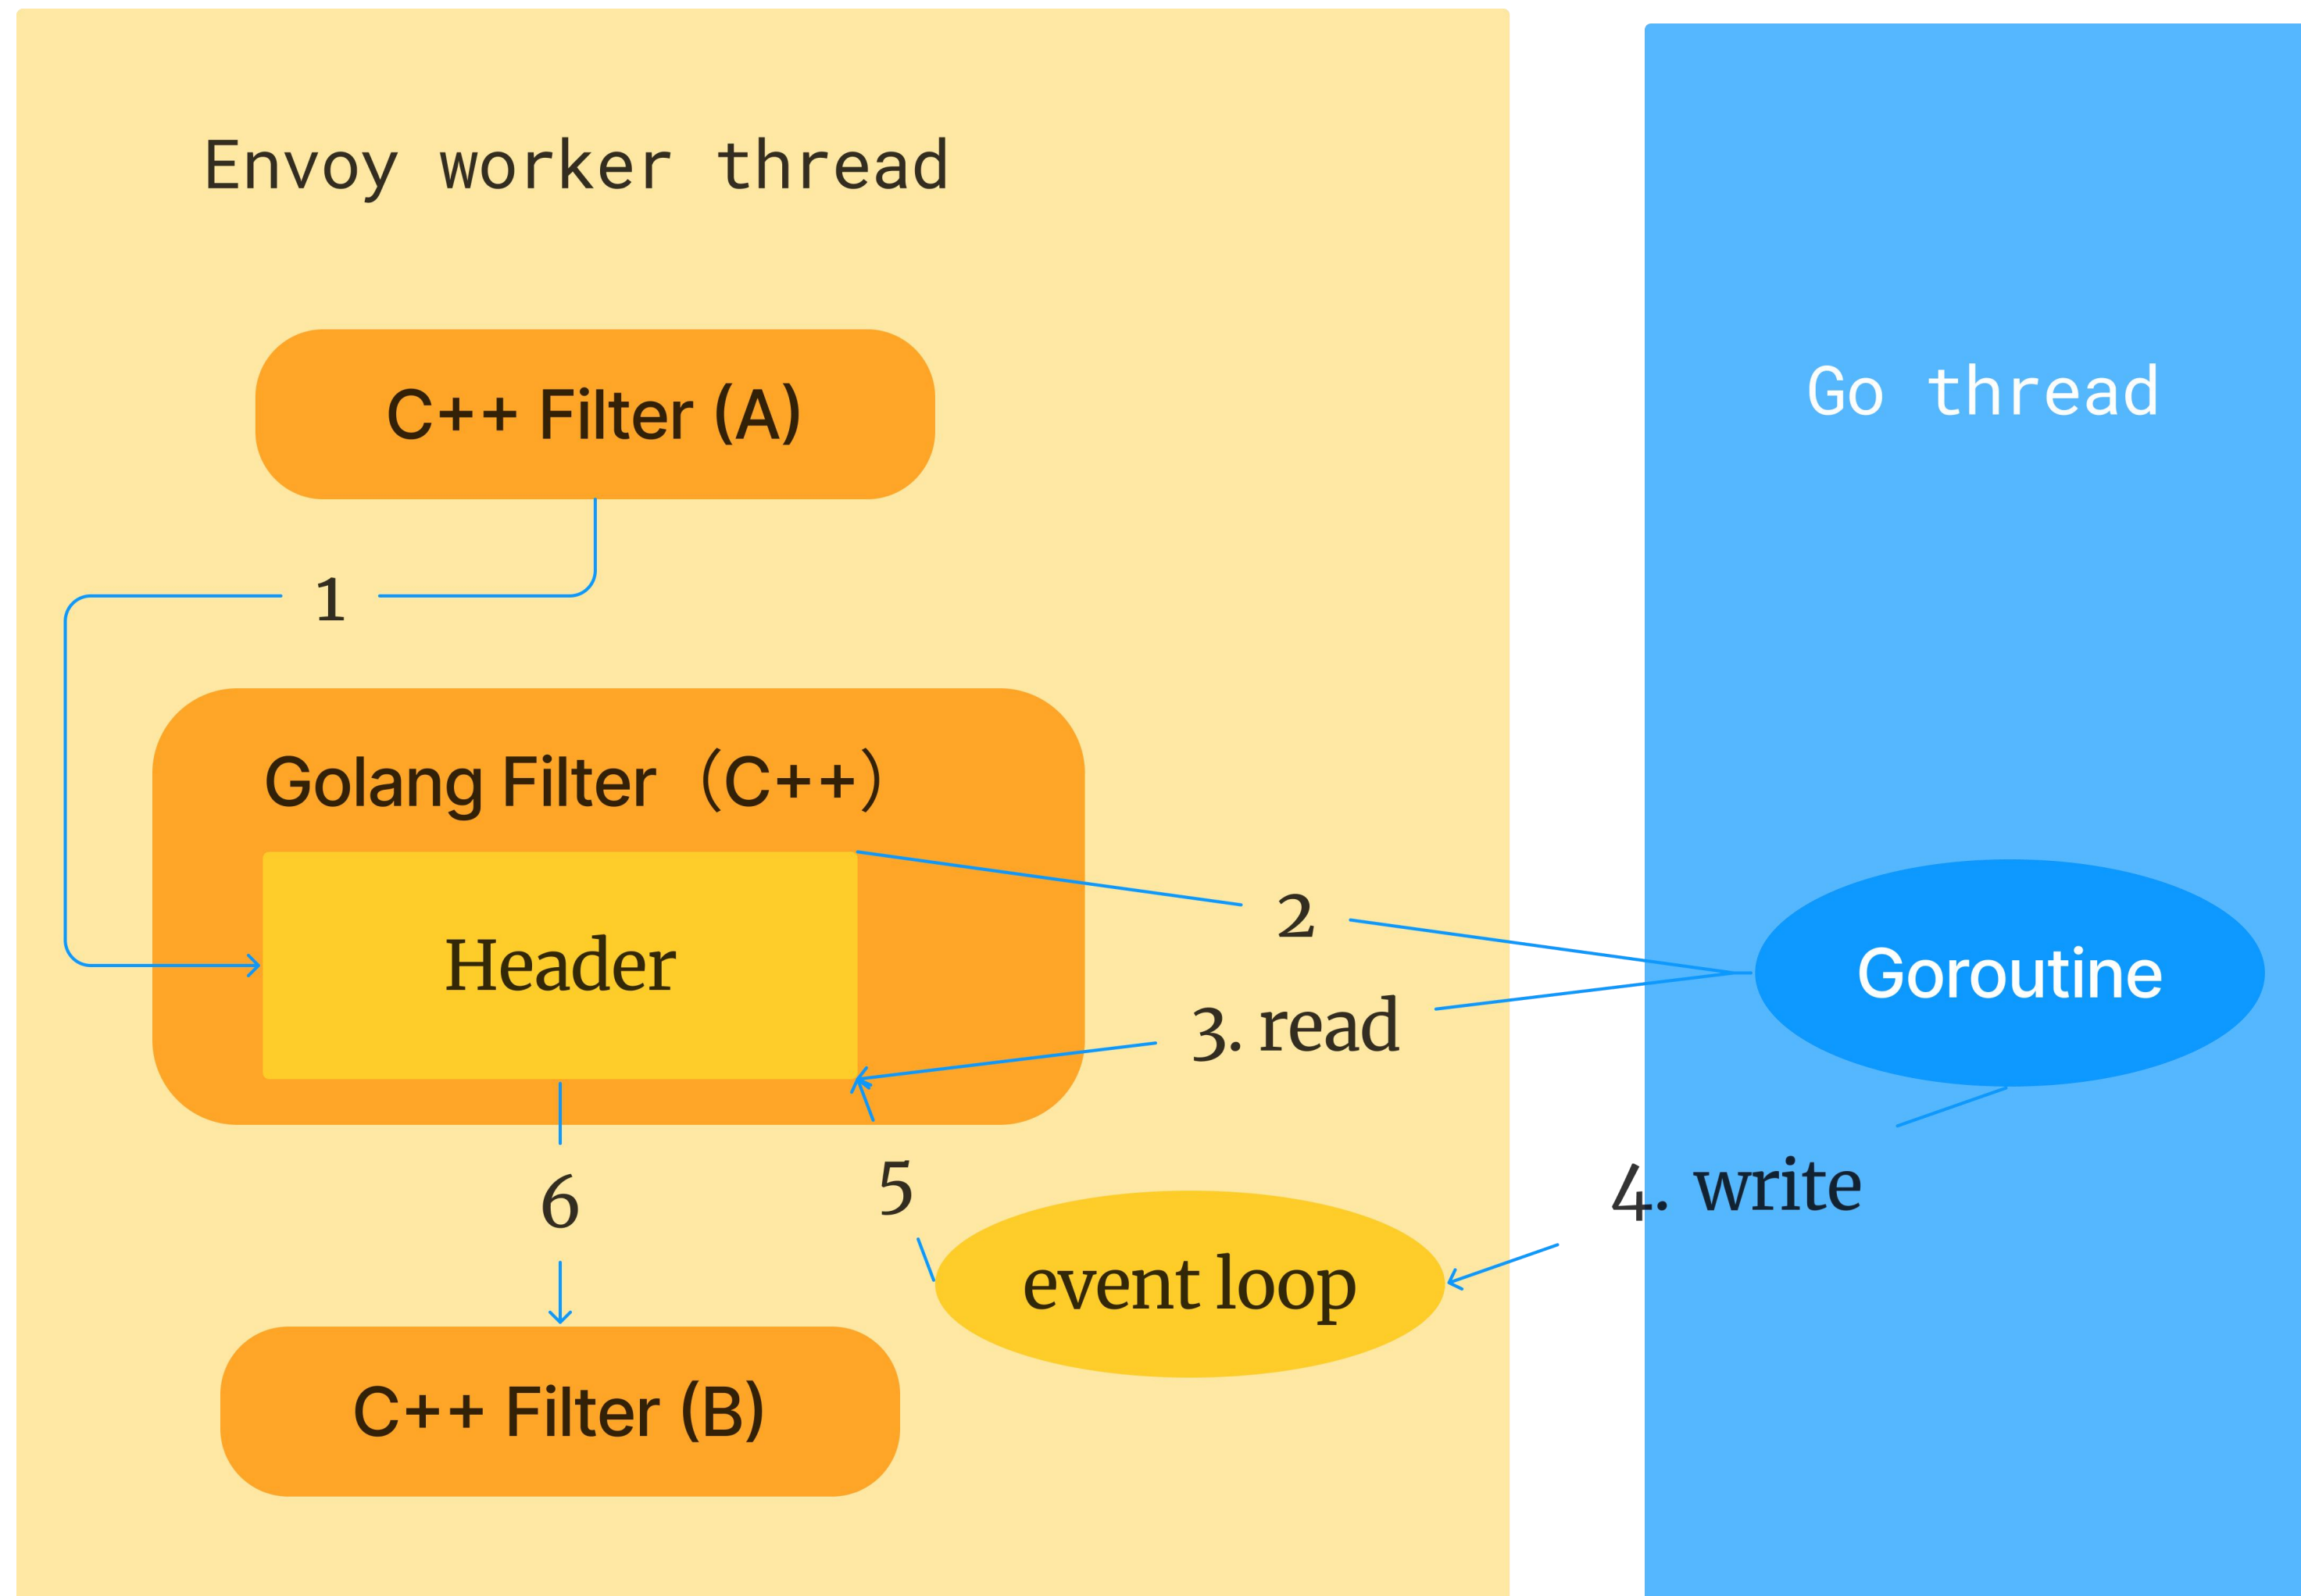 Envoy worker thread
Go thread
C++ Filter (A)
1
Golang Filter（C++）
Header
2
3. read
Goroutine
4. write
5
6
event loop
C++ Filter (B)